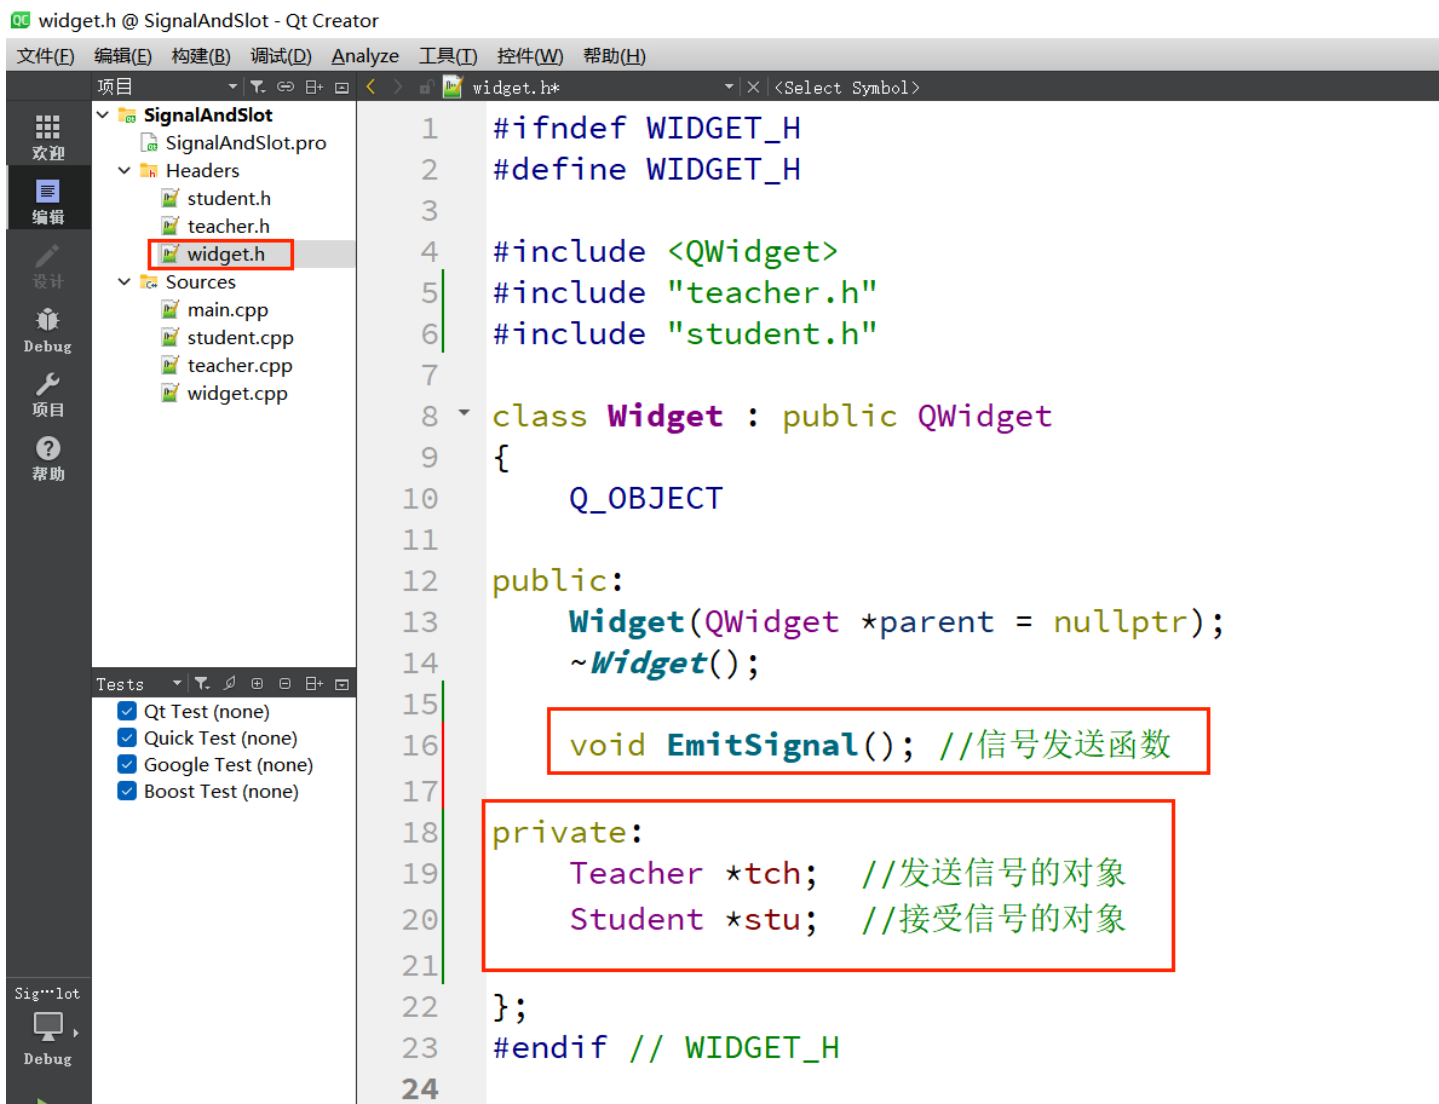 QC widget.h @ SignalAndSlot - Qt Creator
文件(F) 编辑(E) 构建(B) 调试(D) Analyze 工具(T) 控件(W) 帮助(H)
项目
widget.h*
<Select Symbol>
欢迎
编辑
设计
Debug
项目
帮助
SignalAndSlot
SignalAndSlot.pro
Headers
student.h
teacher.h
widget.h
Sources
main.cpp
student.cpp
teacher.cpp
widget.cpp
Tests
Qt Test (none)
Quick Test (none)
Google Test (none)
Boost Test (none)
Sig···lot
Debug
1 #ifndef WIDGET_H
2 #define WIDGET_H
3
4 #include <QWidget>
5 #include "teacher.h"
6 #include "student.h"
7
8 class Widget : public QWidget
9 {
10 Q_OBJECT
11
12 public:
13 Widget(QWidget *parent = nullptr);
14 ~Widget();
15
16 void EmitSignal(); //信号发送函数
17
18 private:
19 Teacher *tch; //发送信号的对象
20 Student *stu; //接受信号的对象
21
22 };
23 #endif // WIDGET_H
24